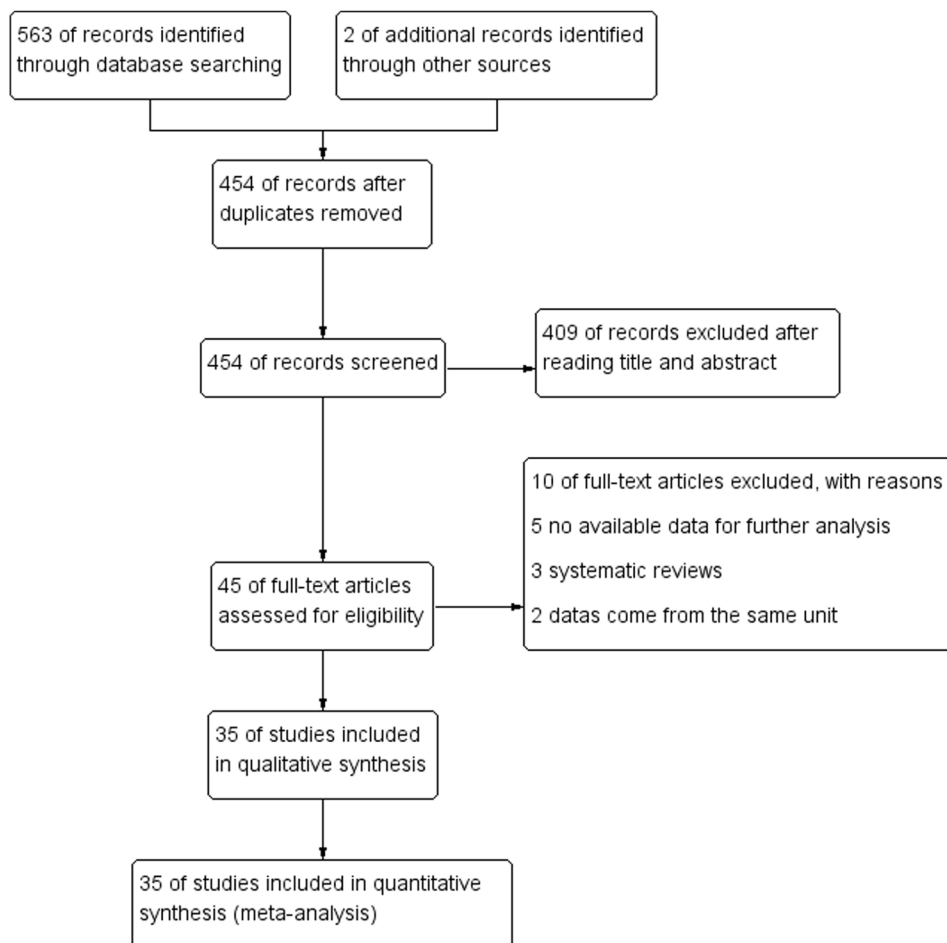 563 of records identified
through database searching
2 of additional records identified
through other sources
454 of records after
duplicates removed
454 of records screened
409 of records excluded after
reading title and abstract
10 of full-text articles excluded, with reasons
5 no available data for further analysis
3 systematic reviews
2 datas come from the same unit
45 of full-text articles
assessed for eligibility
35 of studies included
in qualitative synthesis
35 of studies included in quantitative
synthesis (meta-analysis)